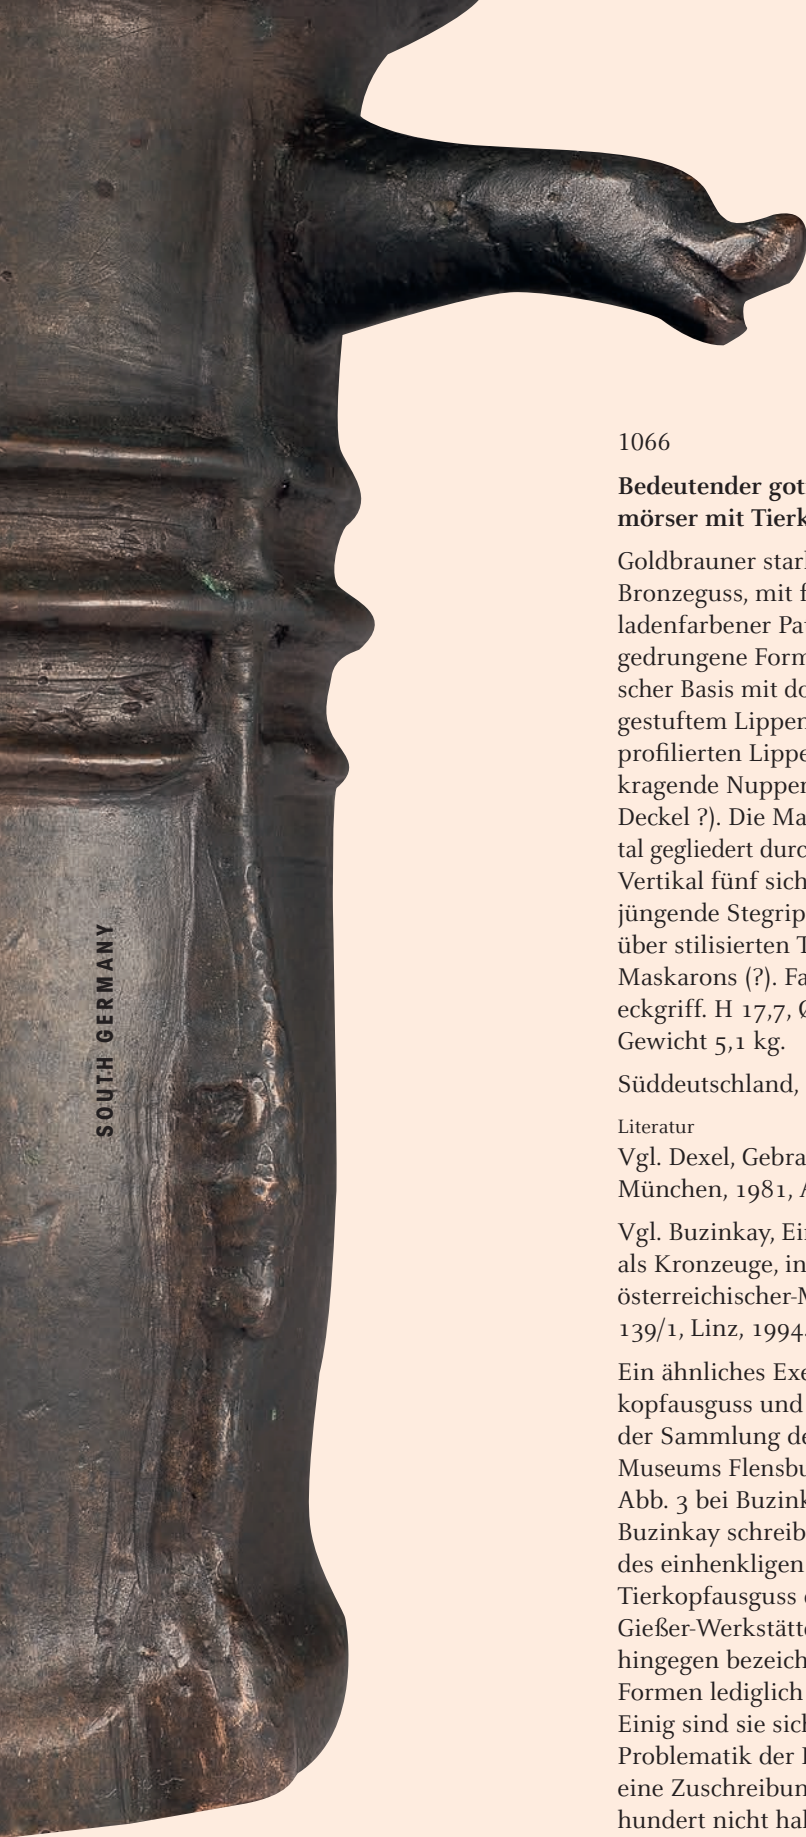 SOUTH GERMANY
1066
Bedeutender got
mörser mit Tierk
Goldbrauner star
Bronzeguss, mit f
ladenfarbener Pa
gedrungene Form
scher Basis mit do
gestuftem Lippen
profilierten Lippe
kragende Nuppen
Deckel ?). Die Ma
tal gegliedert durc
Vertikal fünf sich
jüngende Stegrip
über stilisierten T
Maskarons (?). Fa
eckgriff. H 17,7, Ø
Gewicht 5,1 kg.
Süddeutschland,
Literatur
Vgl. Dexel, Gebra
München, 1981, A
Vgl. Buzinkay, Ei
als Kronzeuge, in
österreichischer-M
139/1, Linz, 1994
Ein ähnliches Exe
kopfausguss und
der Sammlung de
Museums Flensbu
Abb. 3 bei Buzink
Buzinkay schreib
des einhenkligen
Tierkopfausguss
Gießer-Werkstätt
hingegen bezeich
Formen lediglich
Einig sind sie sich
Problematik der
eine Zuschreibun
hundert nicht hal